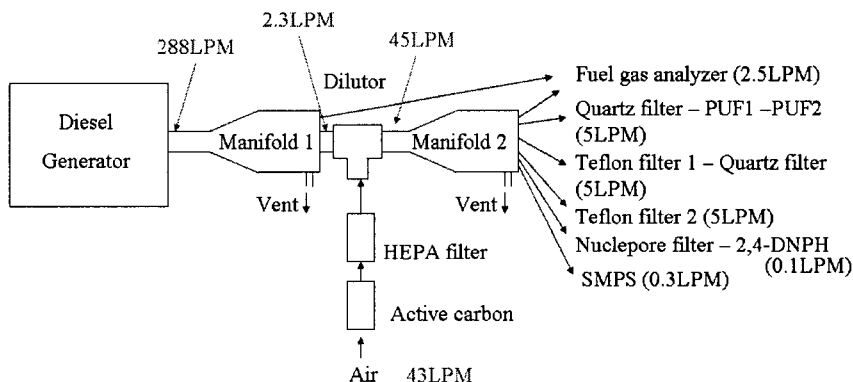 2.3LPM
45LPM
288LPM
Dilutor
Fuel gas analyzer (2.5LPM)
Diesel
Generator
Manifold 1
Manifold 2
Quartz filter – PUF1 –PUF2
(5LPM)
Teflon filter 1 – Quartz filter
(5LPM)
Vent
Vent
Teflon filter 2 (5LPM)
Nuclepore filter – 2,4-DNPH
(0.1LPM)
HEPA filter
SMPS (0.3LPM)
Active carbon
Air 43LPM